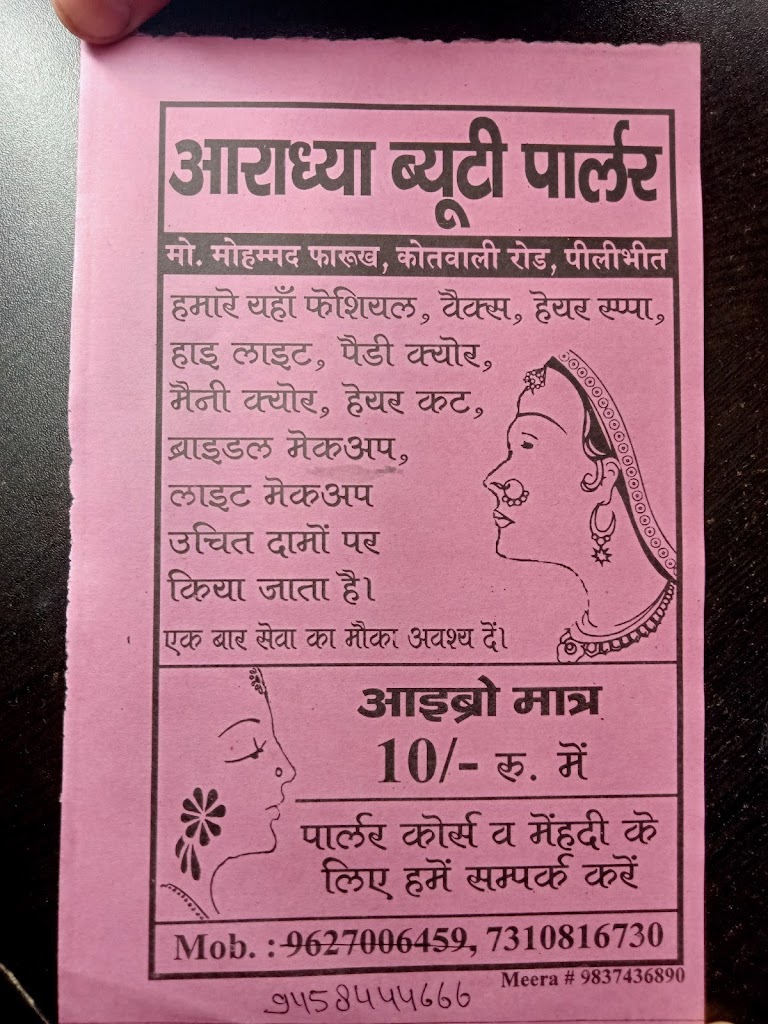 आराध्या ब्यूटी पार्लर
मो. मोहम्मद फारूख, कोतवाली रोड, पीलीभीत
हमारे यहाँ फेशियल, वैक्स, हेयर स्प्पा,
हाइ लाइट, पैडी क्योर,
मैनी क्योर, हेयर कट,
ब्राइडल मेकअप,
लाइट मेकअप
उचित दामों पर
किया जाता है।
एक बार सेवा का मौका अवश्य दें।
आइब्रो मात्र
10/- रू. में
पार्लर कोर्स व मेंहदी के
लिए हमें सम्पर्क करें
Mob. : 9627006459, 7310816730
Meera # 9837436890
9458444666